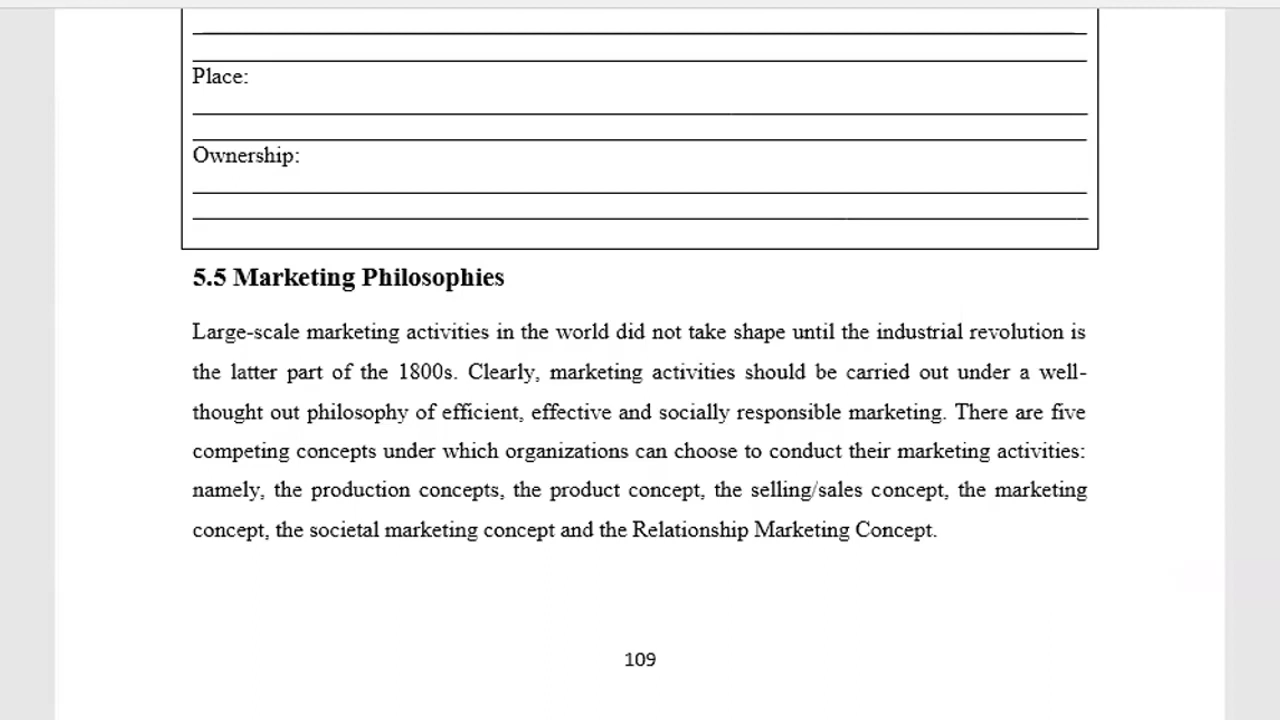 Place:
Ownership:
5.5 Marketing Philosophies
Large-scale marketing activities in the world did not take shape until the industrial revolution is
the latter part of the 1800s. Clearly, marketing activities should be carried out under a well-
thought out philosophy of efficient, effective and socially responsible marketing. There are five
competing concepts under which organizations can choose to conduct their marketing activities:
namely, the production concepts, the product concept, the selling/sales concept, the marketing
concept, the societal marketing concept and the Relationship Marketing Concept.
109